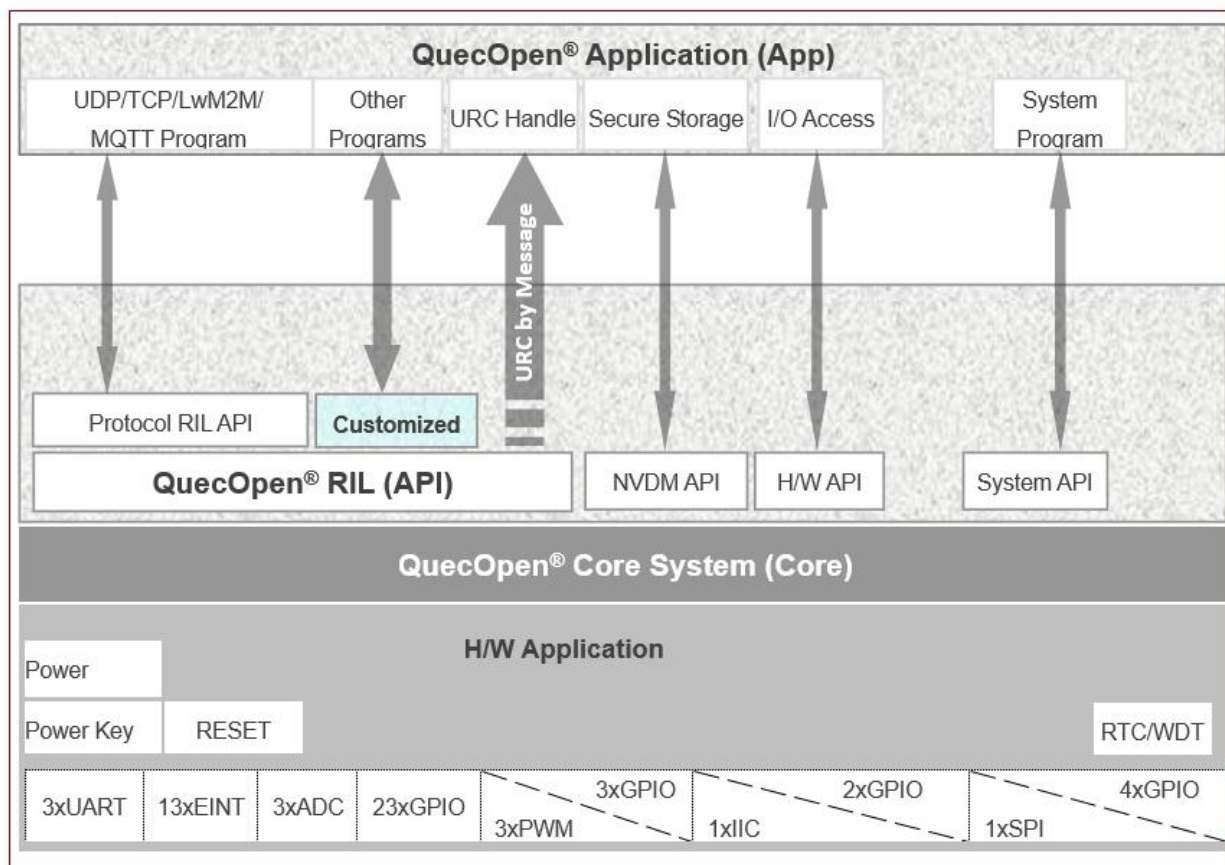 QuecOpen® Application (App)
UDP/TCP/LwM2M/
MQTT Program
Other
Programs
URC Handle
Secure Storage
I/O Access
System
Program
URC by Message
Protocol RIL API
Customized
QuecOpen® RIL (API)
NVDM API
H/W API
System API
QuecOpen® Core System (Core)
H/W Application
Power
Power Key
RESET
RTC/WDT
3xUART
13xEINT
3xADC
23xGPIO
3xGPIO
3xPWM
2xGPIO
1xIIC
4xGPIO
1xSPI